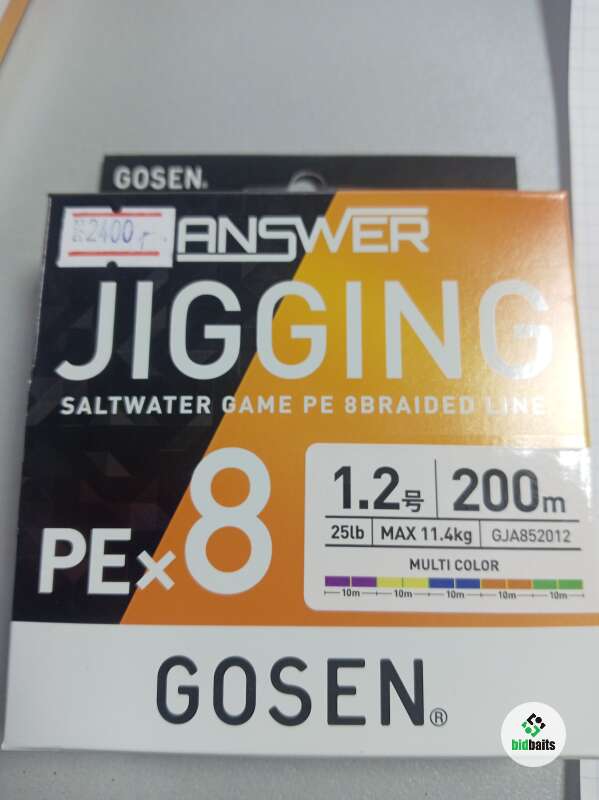 GOSEN®
2400
ANSWER
JIGGING
SALTWATER GAME PE 8BRAIDED LINE
PE×8
1.2号 200m
25lb MAX 11.4kg GJA852012
MULTI COLOR
10m 10m 10m 10m 10m
GOSEN®
bidbaits